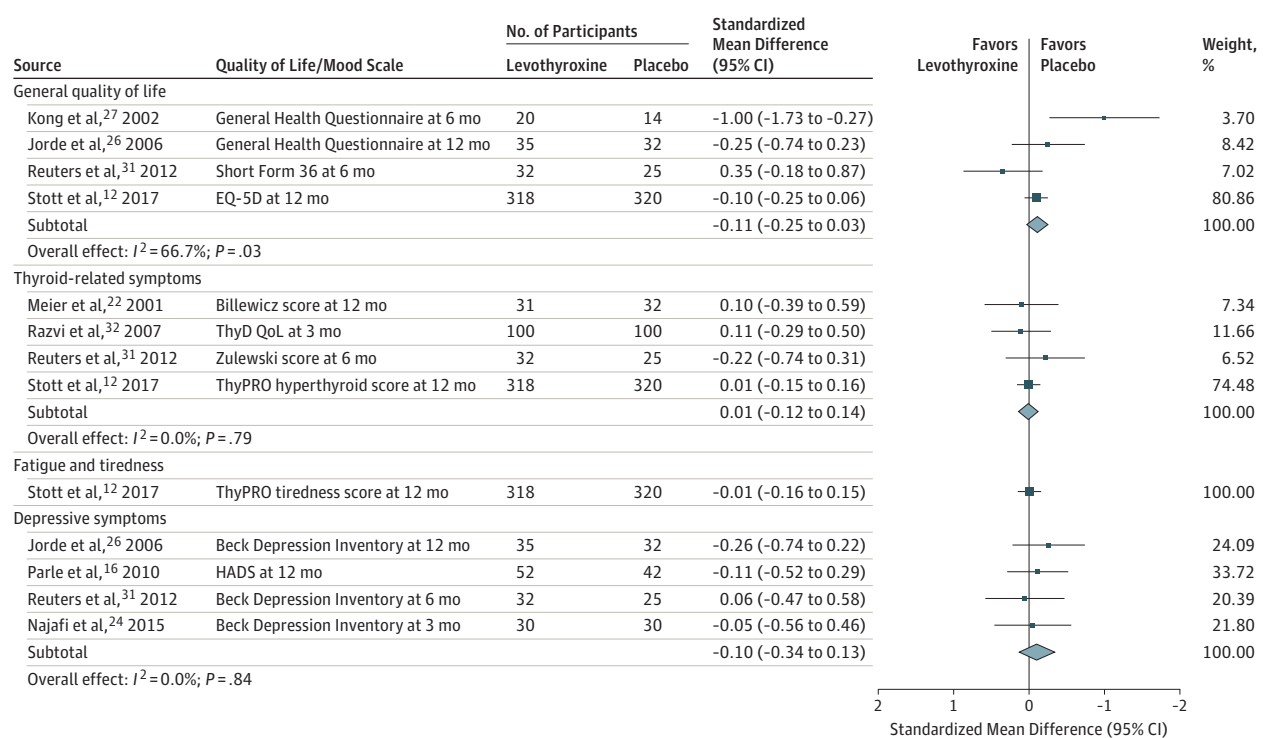 Source Quality of Life/Mood Scale No. of Participants Levothyroxine Placebo Standardized Mean Difference (95% CI) Favors Levothyroxine Favors Placebo Weight, %
General quality of life
Kong et al,27 2002 General Health Questionnaire at 6 mo 20 14 -1.00 (-1.73 to -0.27) 3.70
Jorde et al,26 2006 General Health Questionnaire at 12 mo 35 32 -0.25 (-0.74 to 0.23) 8.42
Reuters et al,31 2012 Short Form 36 at 6 mo 32 25 0.35 (-0.18 to 0.87) 7.02
Stott et al,12 2017 EQ-5D at 12 mo 318 320 -0.10 (-0.25 to 0.06) 80.86
Subtotal -0.11 (-0.25 to 0.03) 100.00
Overall effect: I2=66.7%; P=.03
Thyroid-related symptoms
Meier et al,22 2001 Billewicz score at 12 mo 31 32 0.10 (-0.39 to 0.59) 7.34
Razvi et al,32 2007 ThyD QoL at 3 mo 100 100 0.11 (-0.29 to 0.50) 11.66
Reuters et al,31 2012 Zulewski score at 6 mo 32 25 -0.22 (-0.74 to 0.31) 6.52
Stott et al,12 2017 ThyPRO hyperthyroid score at 12 mo 318 320 0.01 (-0.15 to 0.16) 74.48
Subtotal 0.01 (-0.12 to 0.14) 100.00
Overall effect: I2=0.0%; P=.79
Fatigue and tiredness
Stott et al,12 2017 ThyPRO tiredness score at 12 mo 318 320 -0.01 (-0.16 to 0.15) 100.00
Depressive symptoms
Jorde et al,26 2006 Beck Depression Inventory at 12 mo 35 32 -0.26 (-0.74 to 0.22) 24.09
Parle et al,16 2010 HADS at 12 mo 52 42 -0.11 (-0.52 to 0.29) 33.72
Reuters et al,31 2012 Beck Depression Inventory at 6 mo 32 25 0.06 (-0.47 to 0.58) 20.39
Najafi et al,24 2015 Beck Depression Inventory at 3 mo 30 30 -0.05 (-0.56 to 0.46) 21.80
Subtotal -0.10 (-0.34 to 0.13) 100.00
Overall effect: I2=0.0%; P=.84
2 1 0 -1 -2
Standardized Mean Difference (95% CI)